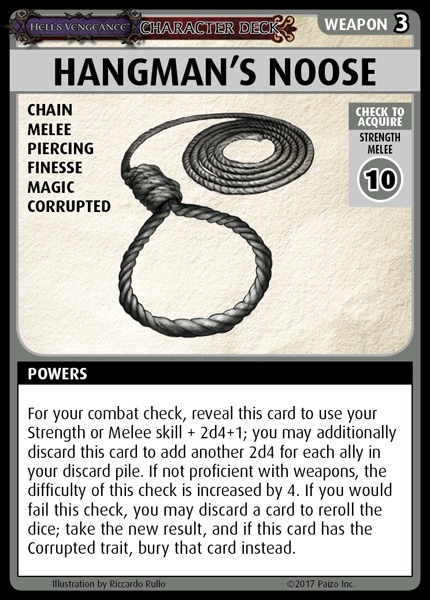 HELL'S VENGEANCE CHARACTER DECK WEAPON 3
HANGMAN'S NOOSE
CHAIN
MELEE
PIERCING
FINESSE
MAGIC
CORRUPTED
CHECK TO
ACQUIRE
STRENGTH
MELEE
10
POWERS
For your combat check, reveal this card to use your
Strength or Melee skill + 2d4+1; you may additionally
discard this card to add another 2d4 for each ally in
your discard pile. If not proficient with weapons, the
difficulty of this check is increased by 4. If you would
fail this check, you may discard a card to reroll the
dice; take the new result, and if this card has the
Corrupted trait, bury that card instead.
Illustration by Riccardo Rullo ©2017 Paizo Inc.